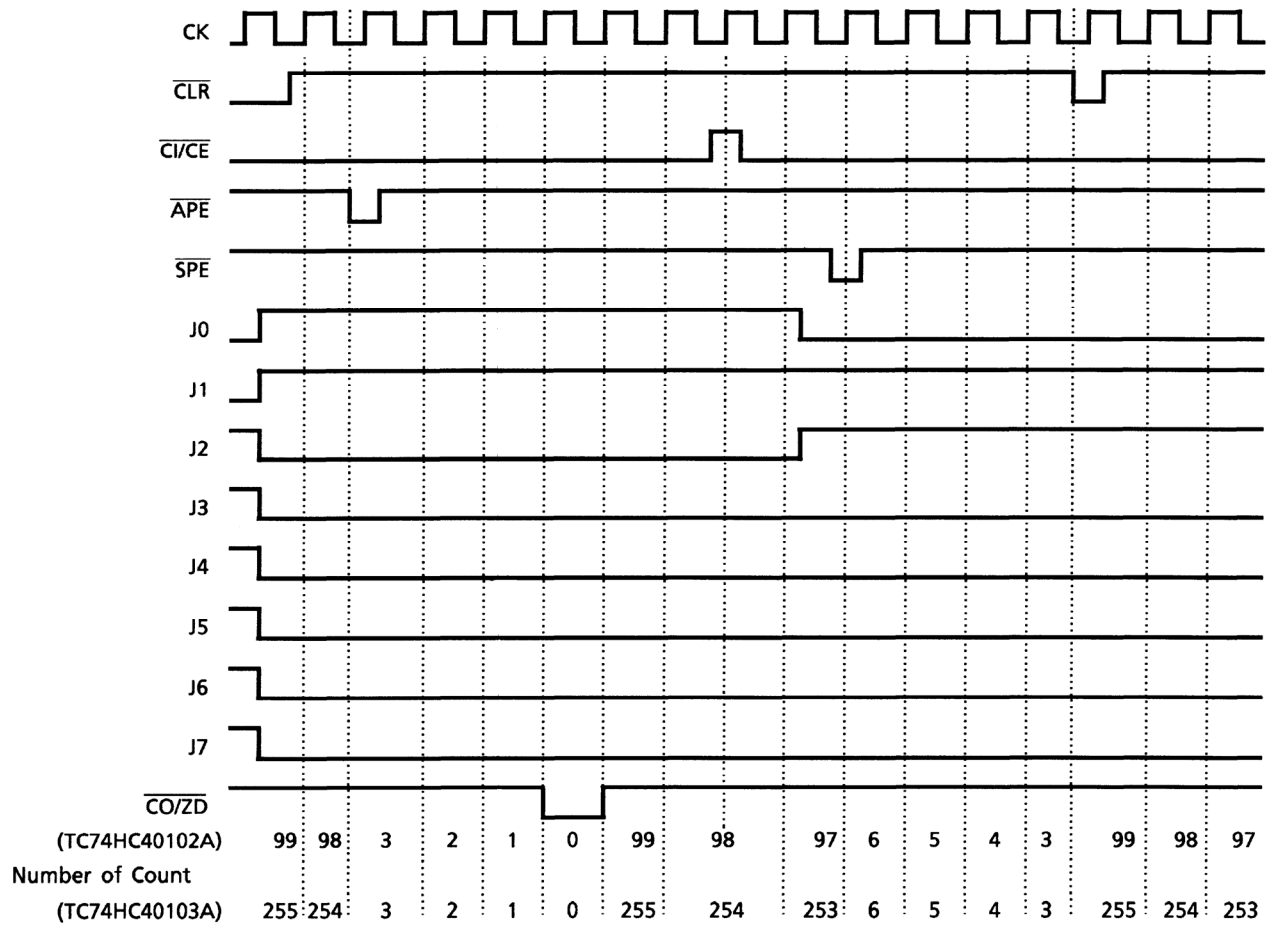 CK
CLR
CI/CE
APE
SPE
J0
J1
J2
J3
J4
J5
J6
J7
CO/ZD
(TC74HC40102A) 99 98 3 2 1 0 99 98 97 6 5 4 3 99 98 97
Number of Count
(TC74HC40103A) 255 254 3 2 1 0 255 254 253 6 5 4 3 255 254 253